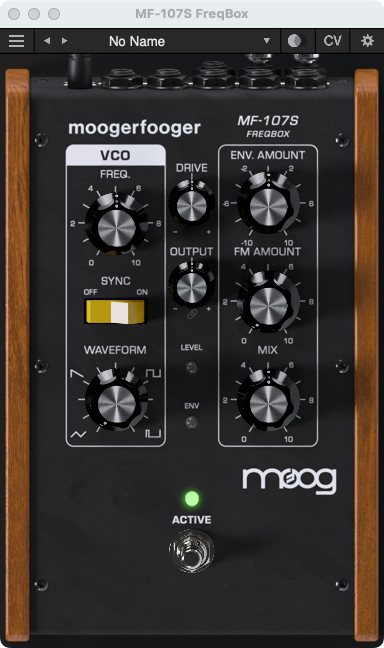 MF-107S FreqBox
No Name
CV
moogerfooger
MF-107S
FREQBOX
VCO
FREQ.
4 6
2 8
0 10
SYNC
OFF ON
WAVEFORM
DRIVE
- +
OUTPUT
- +
LEVEL
ENV
ENV. AMOUNT
-2 2
-6 6
-10 10
FM AMOUNT
4 6
2 8
0 10
MIX
4 6
2 8
0 10
moog
ACTIVE